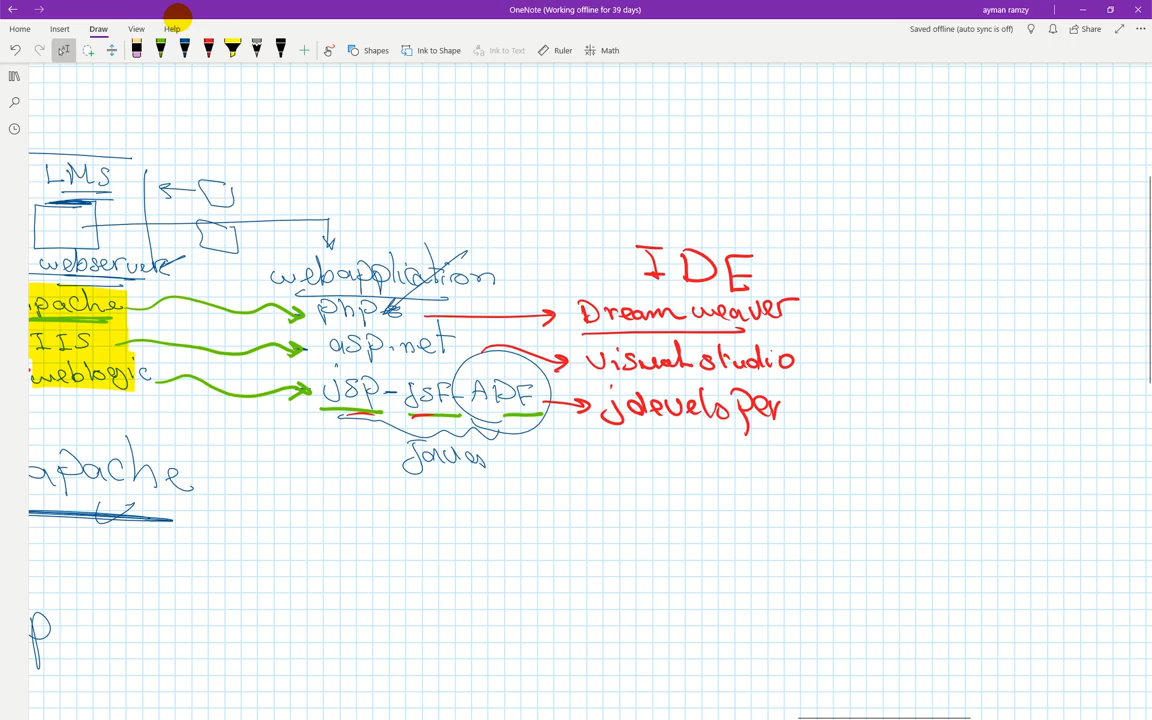 OneNote (Working offline for 39 days)
ayman ramzy
Home Insert Draw View Help
Saved offline (auto sync is off) Share
Shapes Ink to Shape Ink to Text Ruler Math
LMS
webserver
webapplication
IDE
pache php Dream weaver
IIS asp.net visual studio
weblogic jsp - jsf - ADF jdeveloper
apache
p